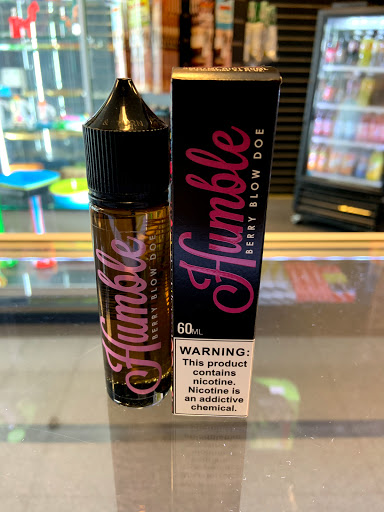 Humble
BERRY BLOW DOE
Humble
BERRY BLOW DOE
60ML
WARNING:
This product
contains
nicotine.
Nicotine is
an addictive
chemical.